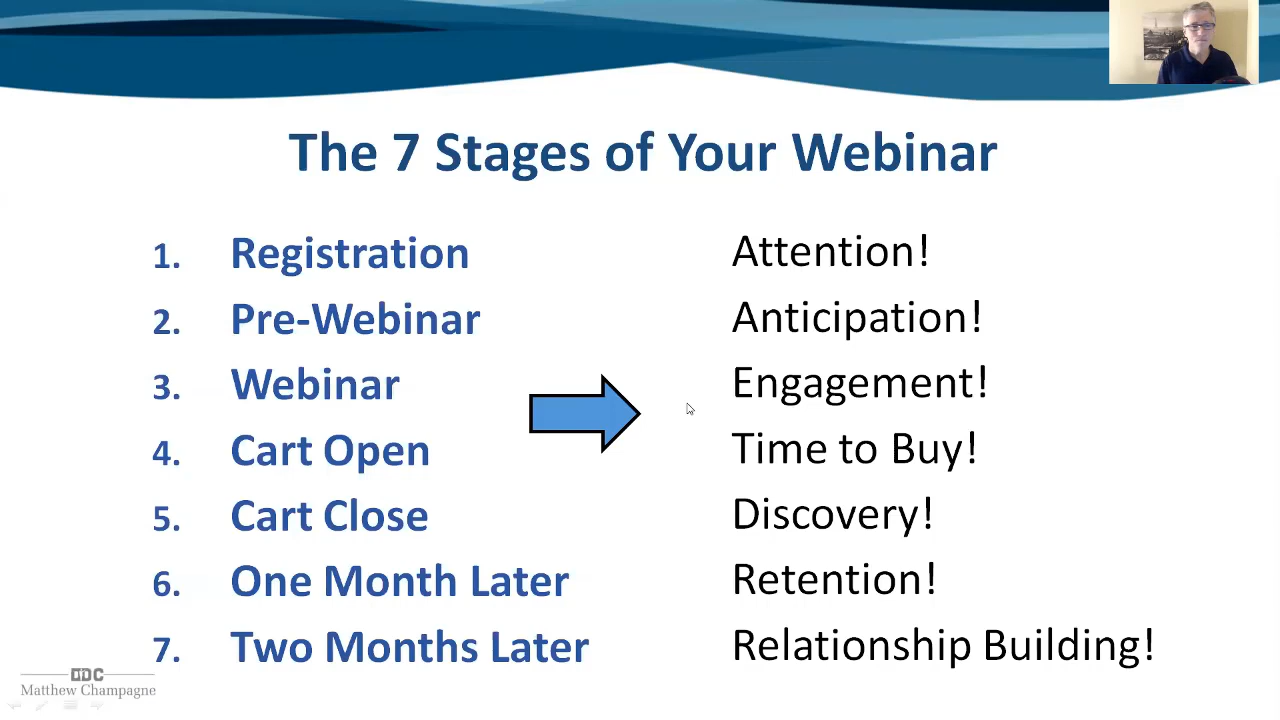 The 7 Stages of Your Webinar
1. Registration Attention!
2. Pre-Webinar Anticipation!
3. Webinar Engagement!
4. Cart Open Time to Buy!
5. Cart Close Discovery!
6. One Month Later Retention!
7. Two Months Later Relationship Building!
DDC
Matthew Champagne